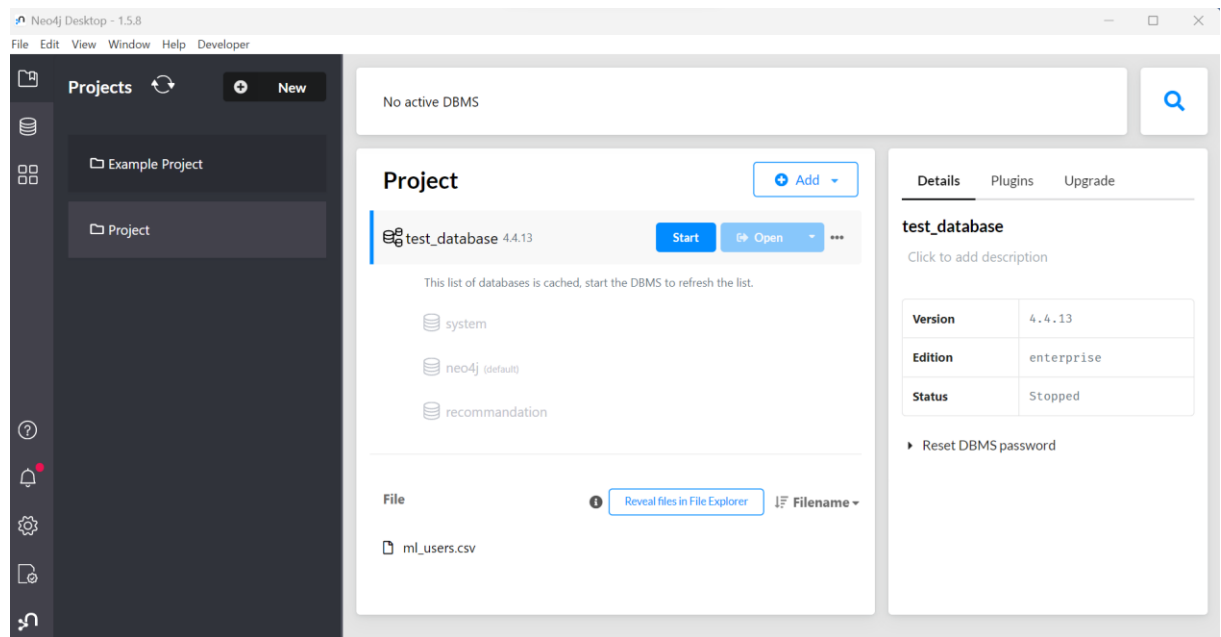 Neo4j Desktop - 1.5.8
File Edit View Window Help Developer
Projects
New
Example Project
Project
No active DBMS
Project
Add
test_database 4.4.13
Start
Open
This list of databases is cached, start the DBMS to refresh the list.
system
neo4j (default)
recommandation
File
Reveal files in File Explorer
Filename
ml_users.csv
Details Plugins Upgrade
test_database
Click to add description
Version 4.4.13
Edition enterprise
Status Stopped
Reset DBMS password